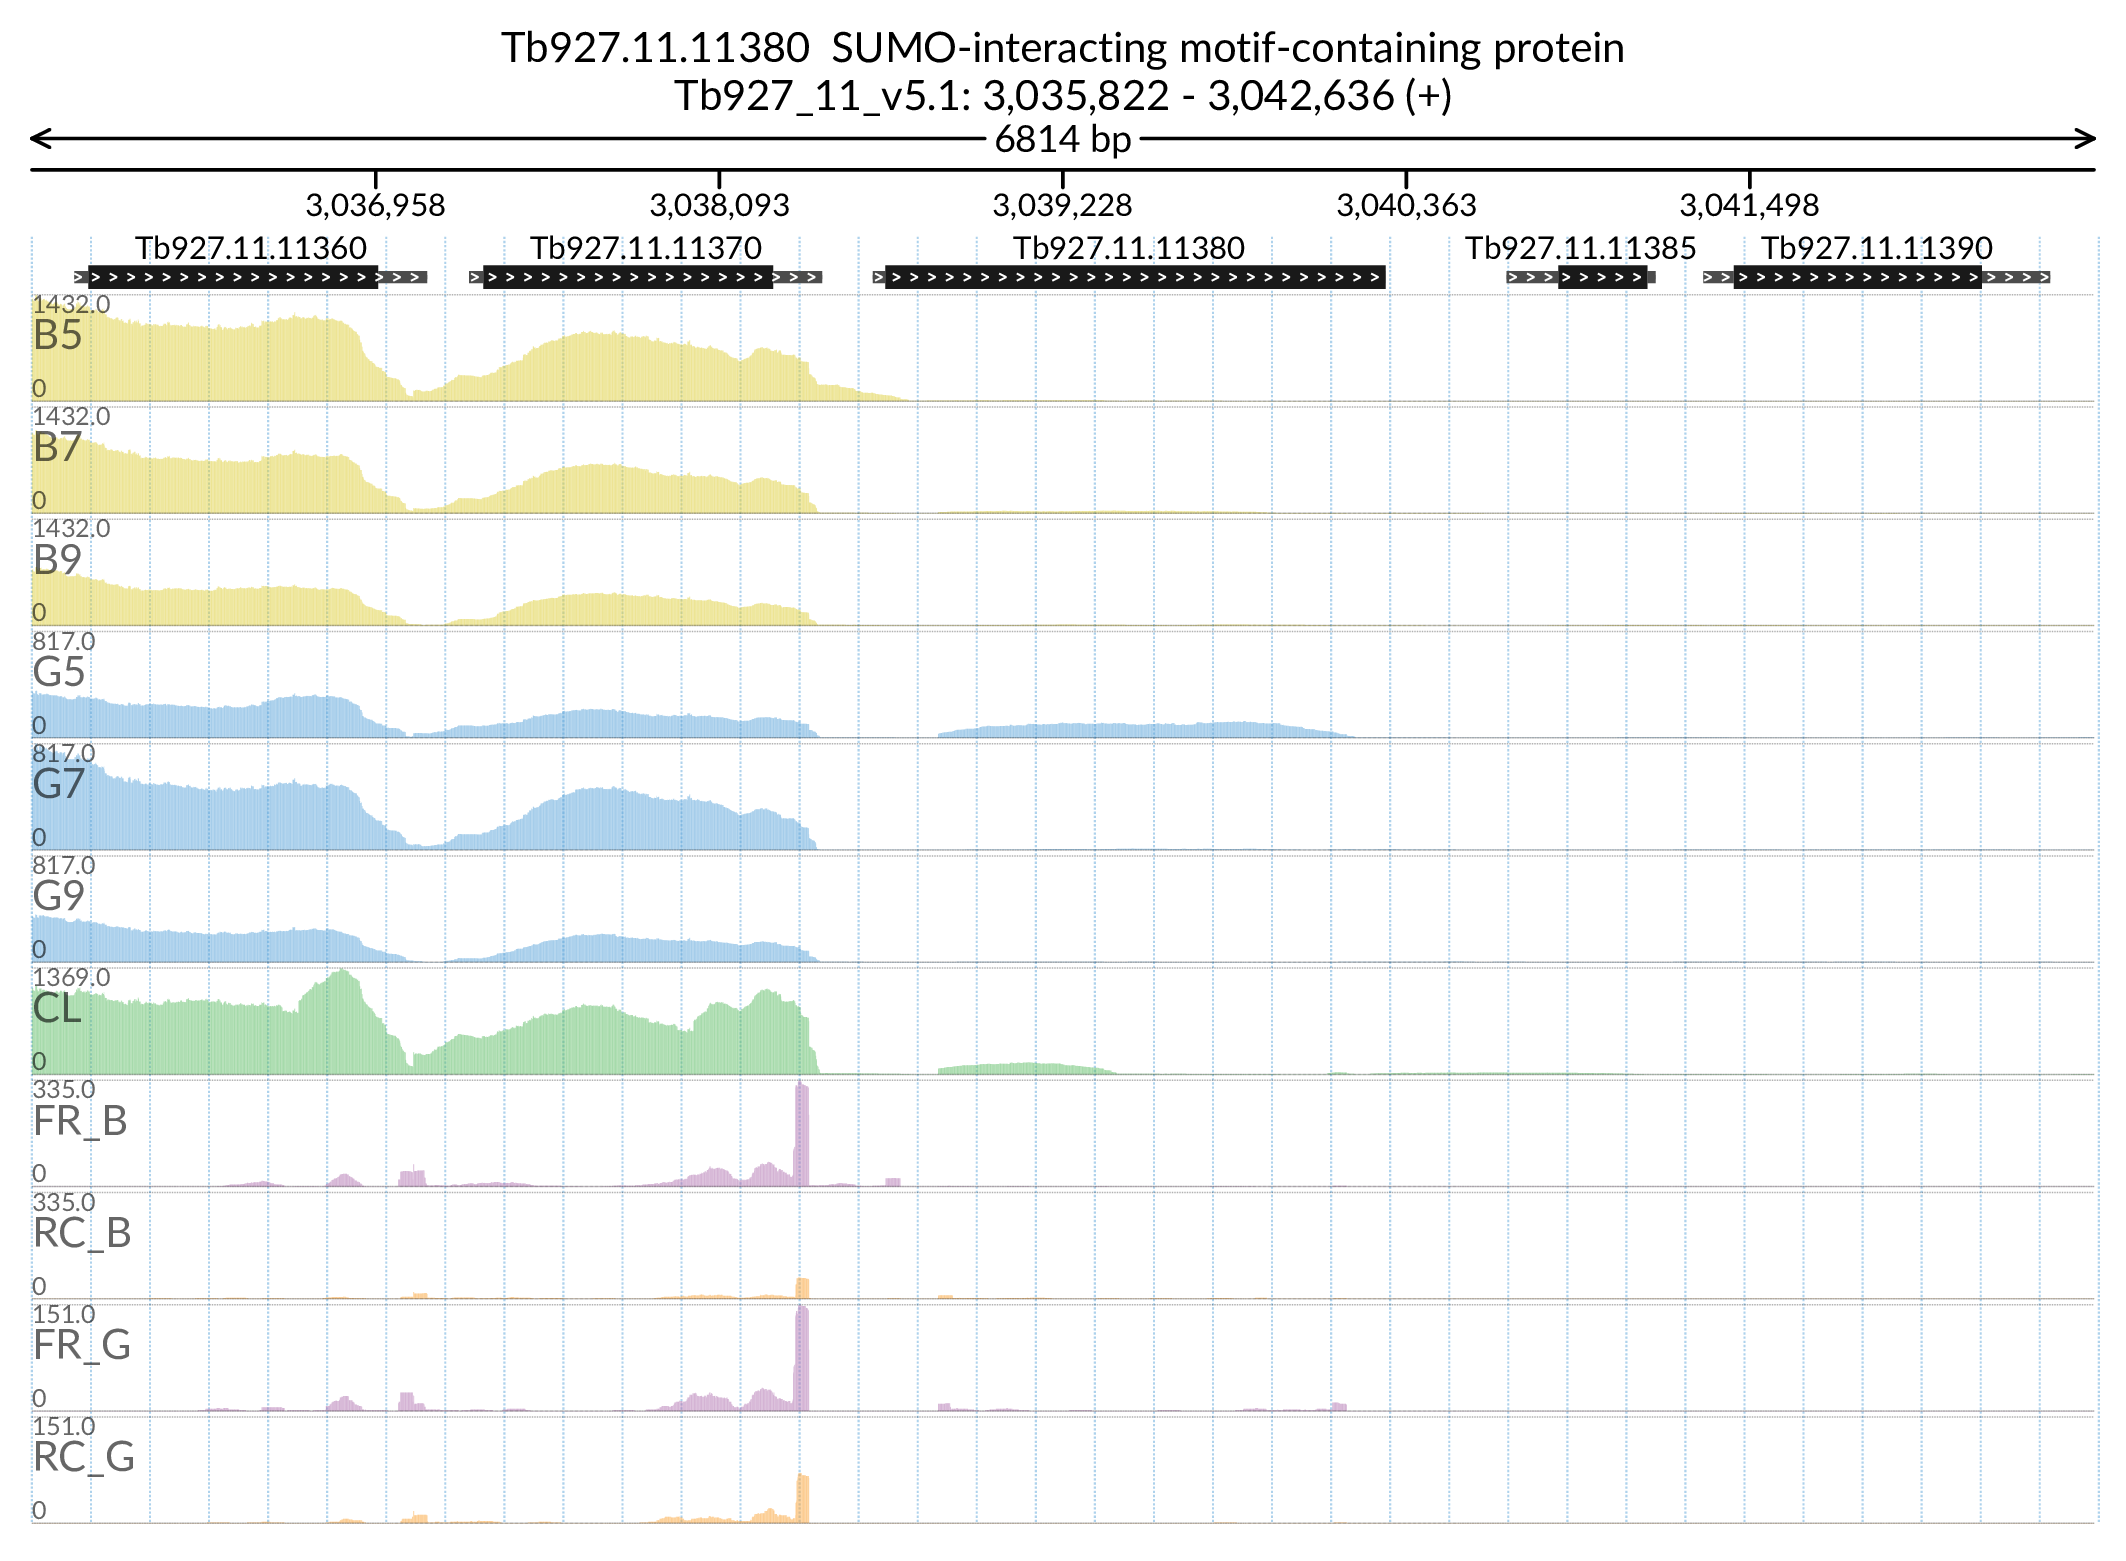 Tb927.11.11380  SUMO-interacting motif-containing protein
Tb927_11_v5.1: 3,035,822 - 3,042,636 (+)
6814 bp
3,036,958 3,038,093 3,039,228 3,040,363 3,041,498
Tb927.11.11360 Tb927.11.11370 Tb927.11.11380 Tb927.11.11385 Tb927.11.11390
1432.0
B5
0
1432.0
B7
0
1432.0
B9
0
817.0
G5
0
817.0
G7
0
817.0
G9
0
1369.0
CL
0
335.0
FR_B
0
335.0
RC_B
0
151.0
FR_G
0
151.0
RC_G
0